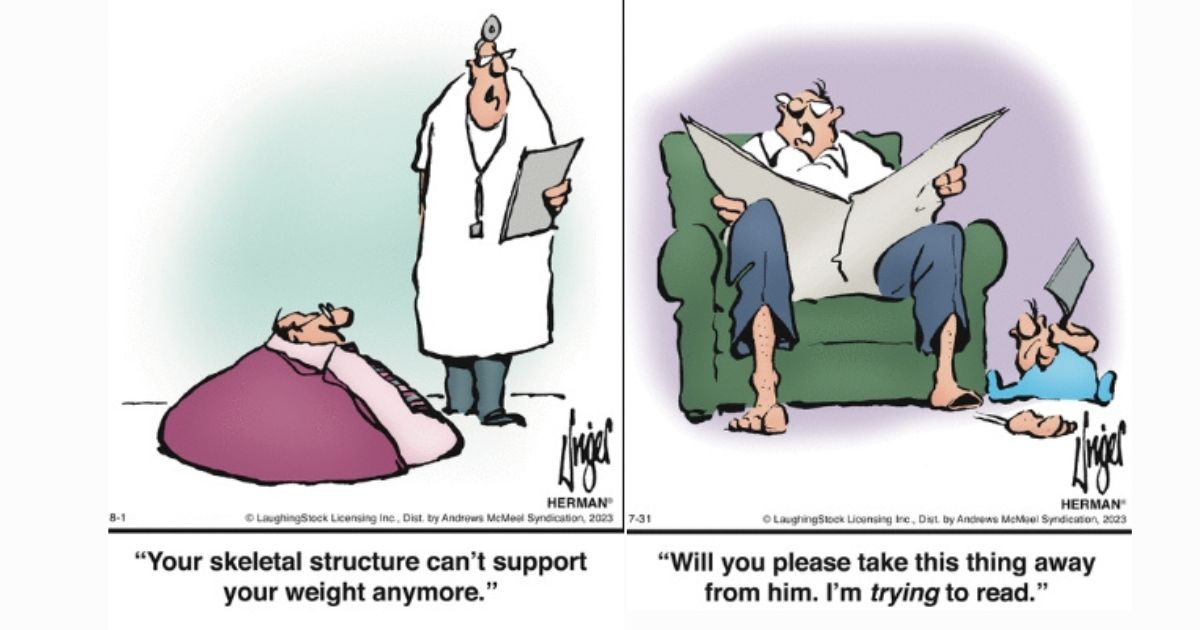 Unger
HERMAN®
8-1 © LaughingStock Licensing Inc., Dist. by Andrews McMeel Syndication, 2023
“Your skeletal structure can’t support
your weight anymore.”
Unger
HERMAN®
7-31 © LaughingStock Licensing Inc., Dist. by Andrews McMeel Syndication, 2023
“Will you please take this thing away
from him. I’m trying to read.”